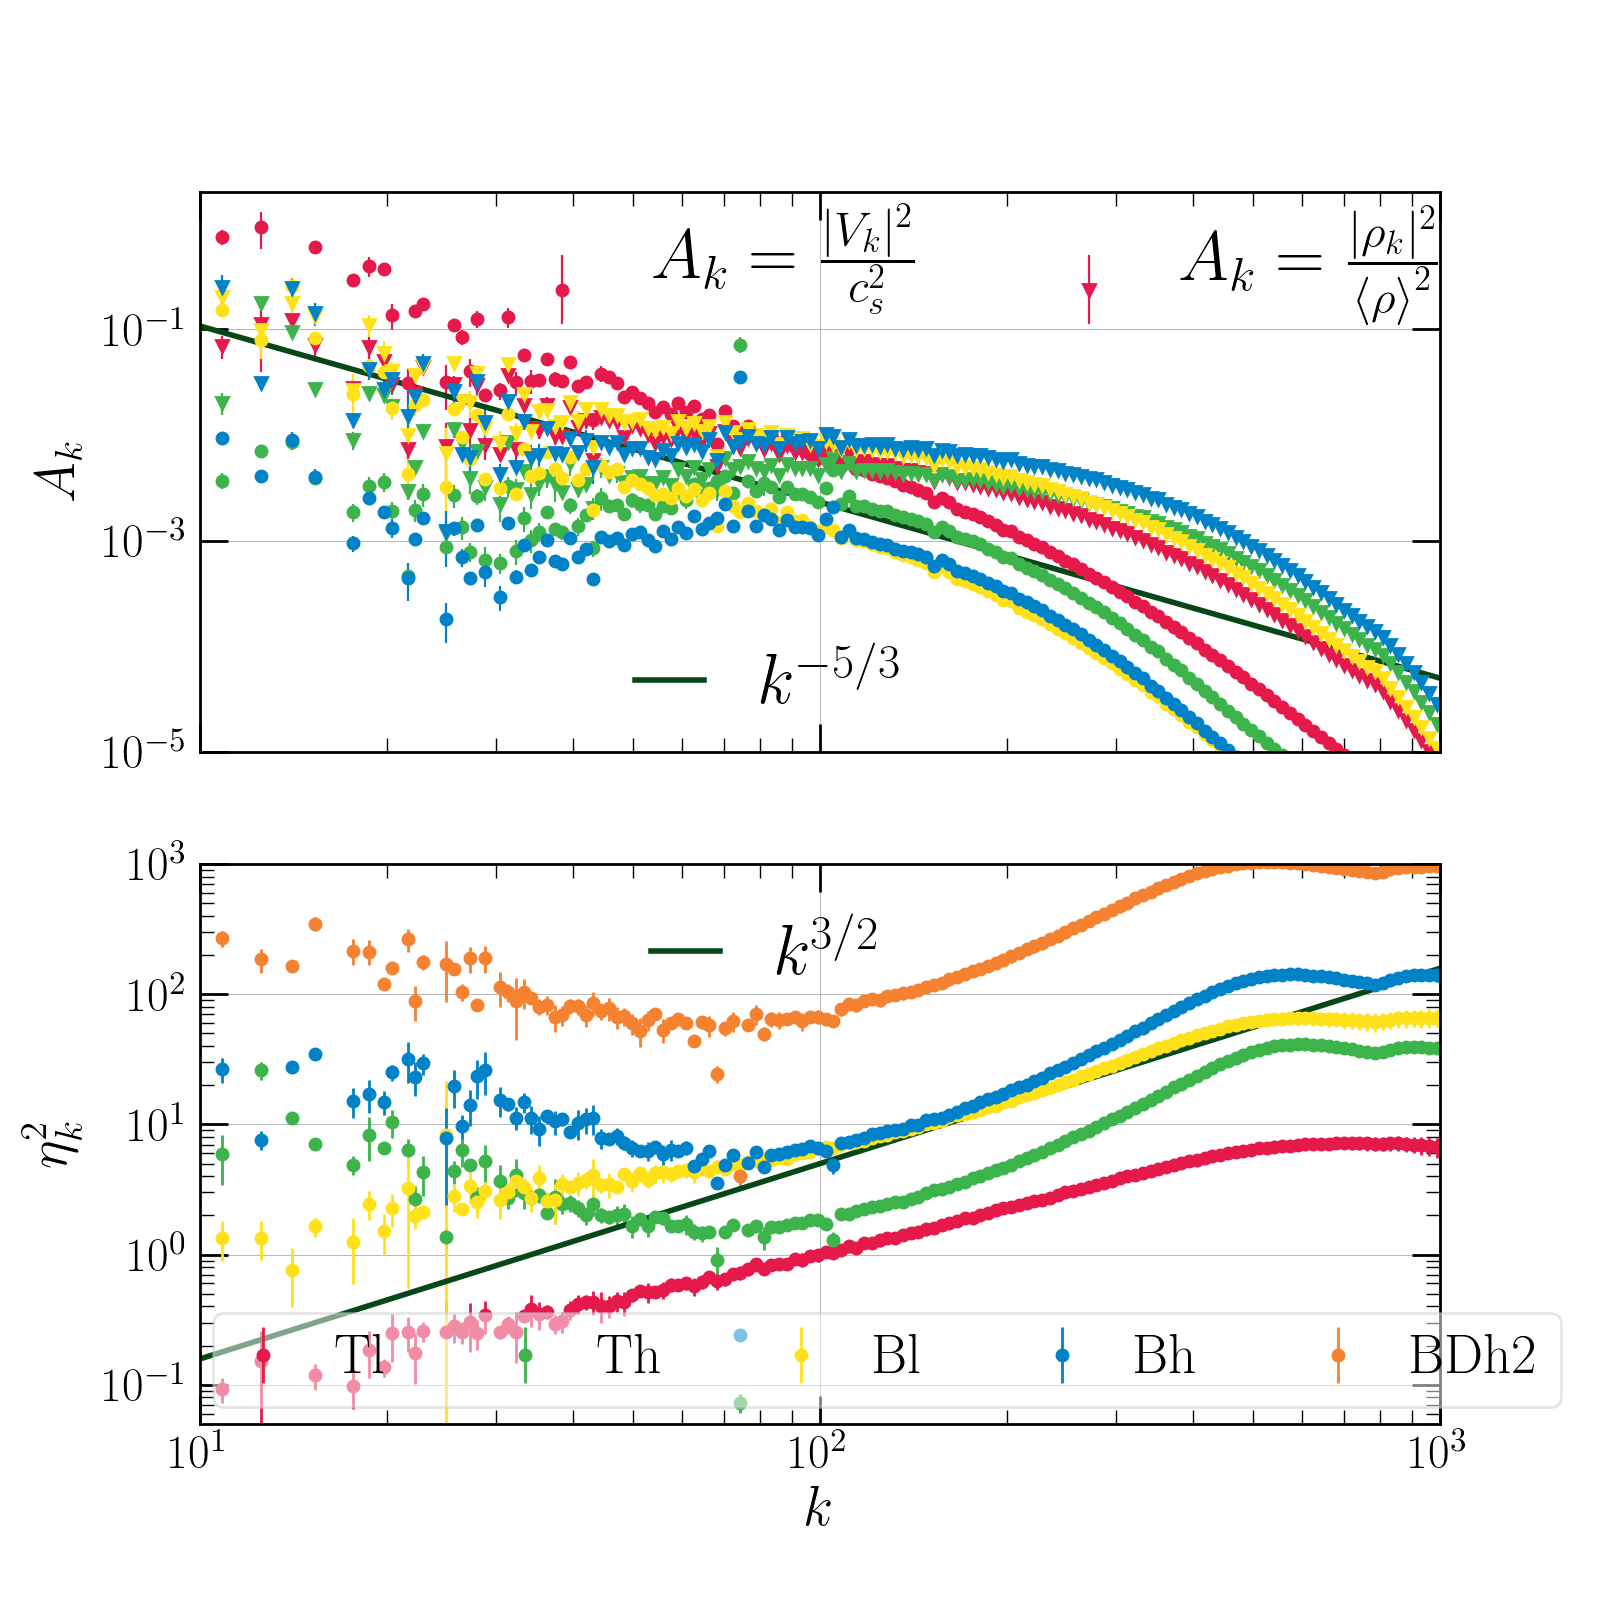 A_k = |V_k|^2 / c_s^2 A_k = |ρ_k|^2 / ⟨ρ⟩^2
10^{-1}
A_k
10^{-3}
k^{-5/3}
10^{-5}
10^3
k^{3/2}
10^2
10^1
η_k^2
10^0
Tl Th Bl Bh BDh2
10^{-1}
10^1 10^2 10^3
k